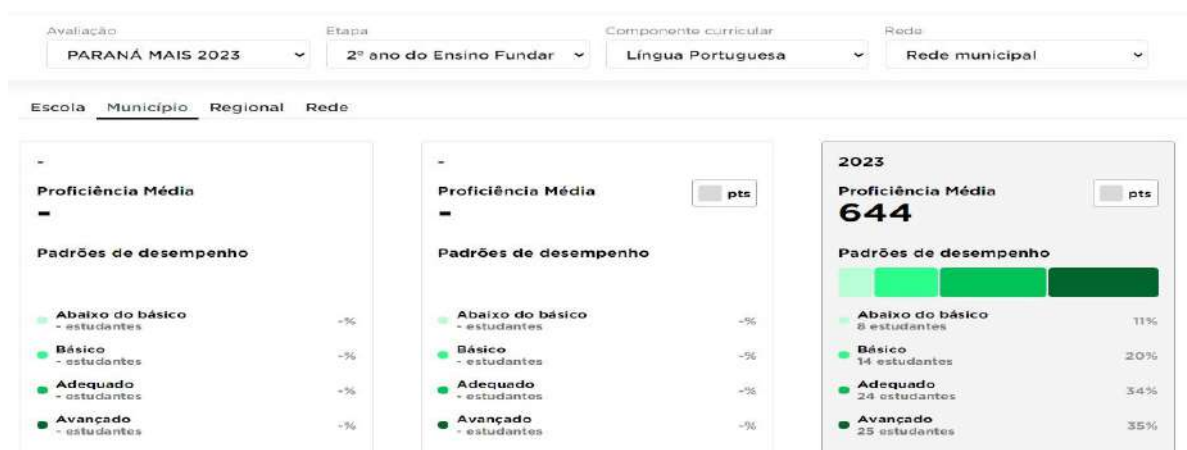 Avaliação Etapa Componente curricular Rede
PARANÁ MAIS 2023 2º ano do Ensino Fundar Língua Portuguesa Rede municipal
Escola Município Regional Rede
-
Proficiência Média
-
Padrões de desempenho
Abaixo do básico
- estudantes -%
Básico
- estudantes -%
Adequado
- estudantes -%
Avançado
- estudantes -%
-
Proficiência Média pts
-
Padrões de desempenho
Abaixo do básico
- estudantes -%
Básico
- estudantes -%
Adequado
- estudantes -%
Avançado
- estudantes -%
2023
Proficiência Média pts
644
Padrões de desempenho
Abaixo do básico
8 estudantes 11%
Básico
14 estudantes 20%
Adequado
24 estudantes 34%
Avançado
25 estudantes 35%